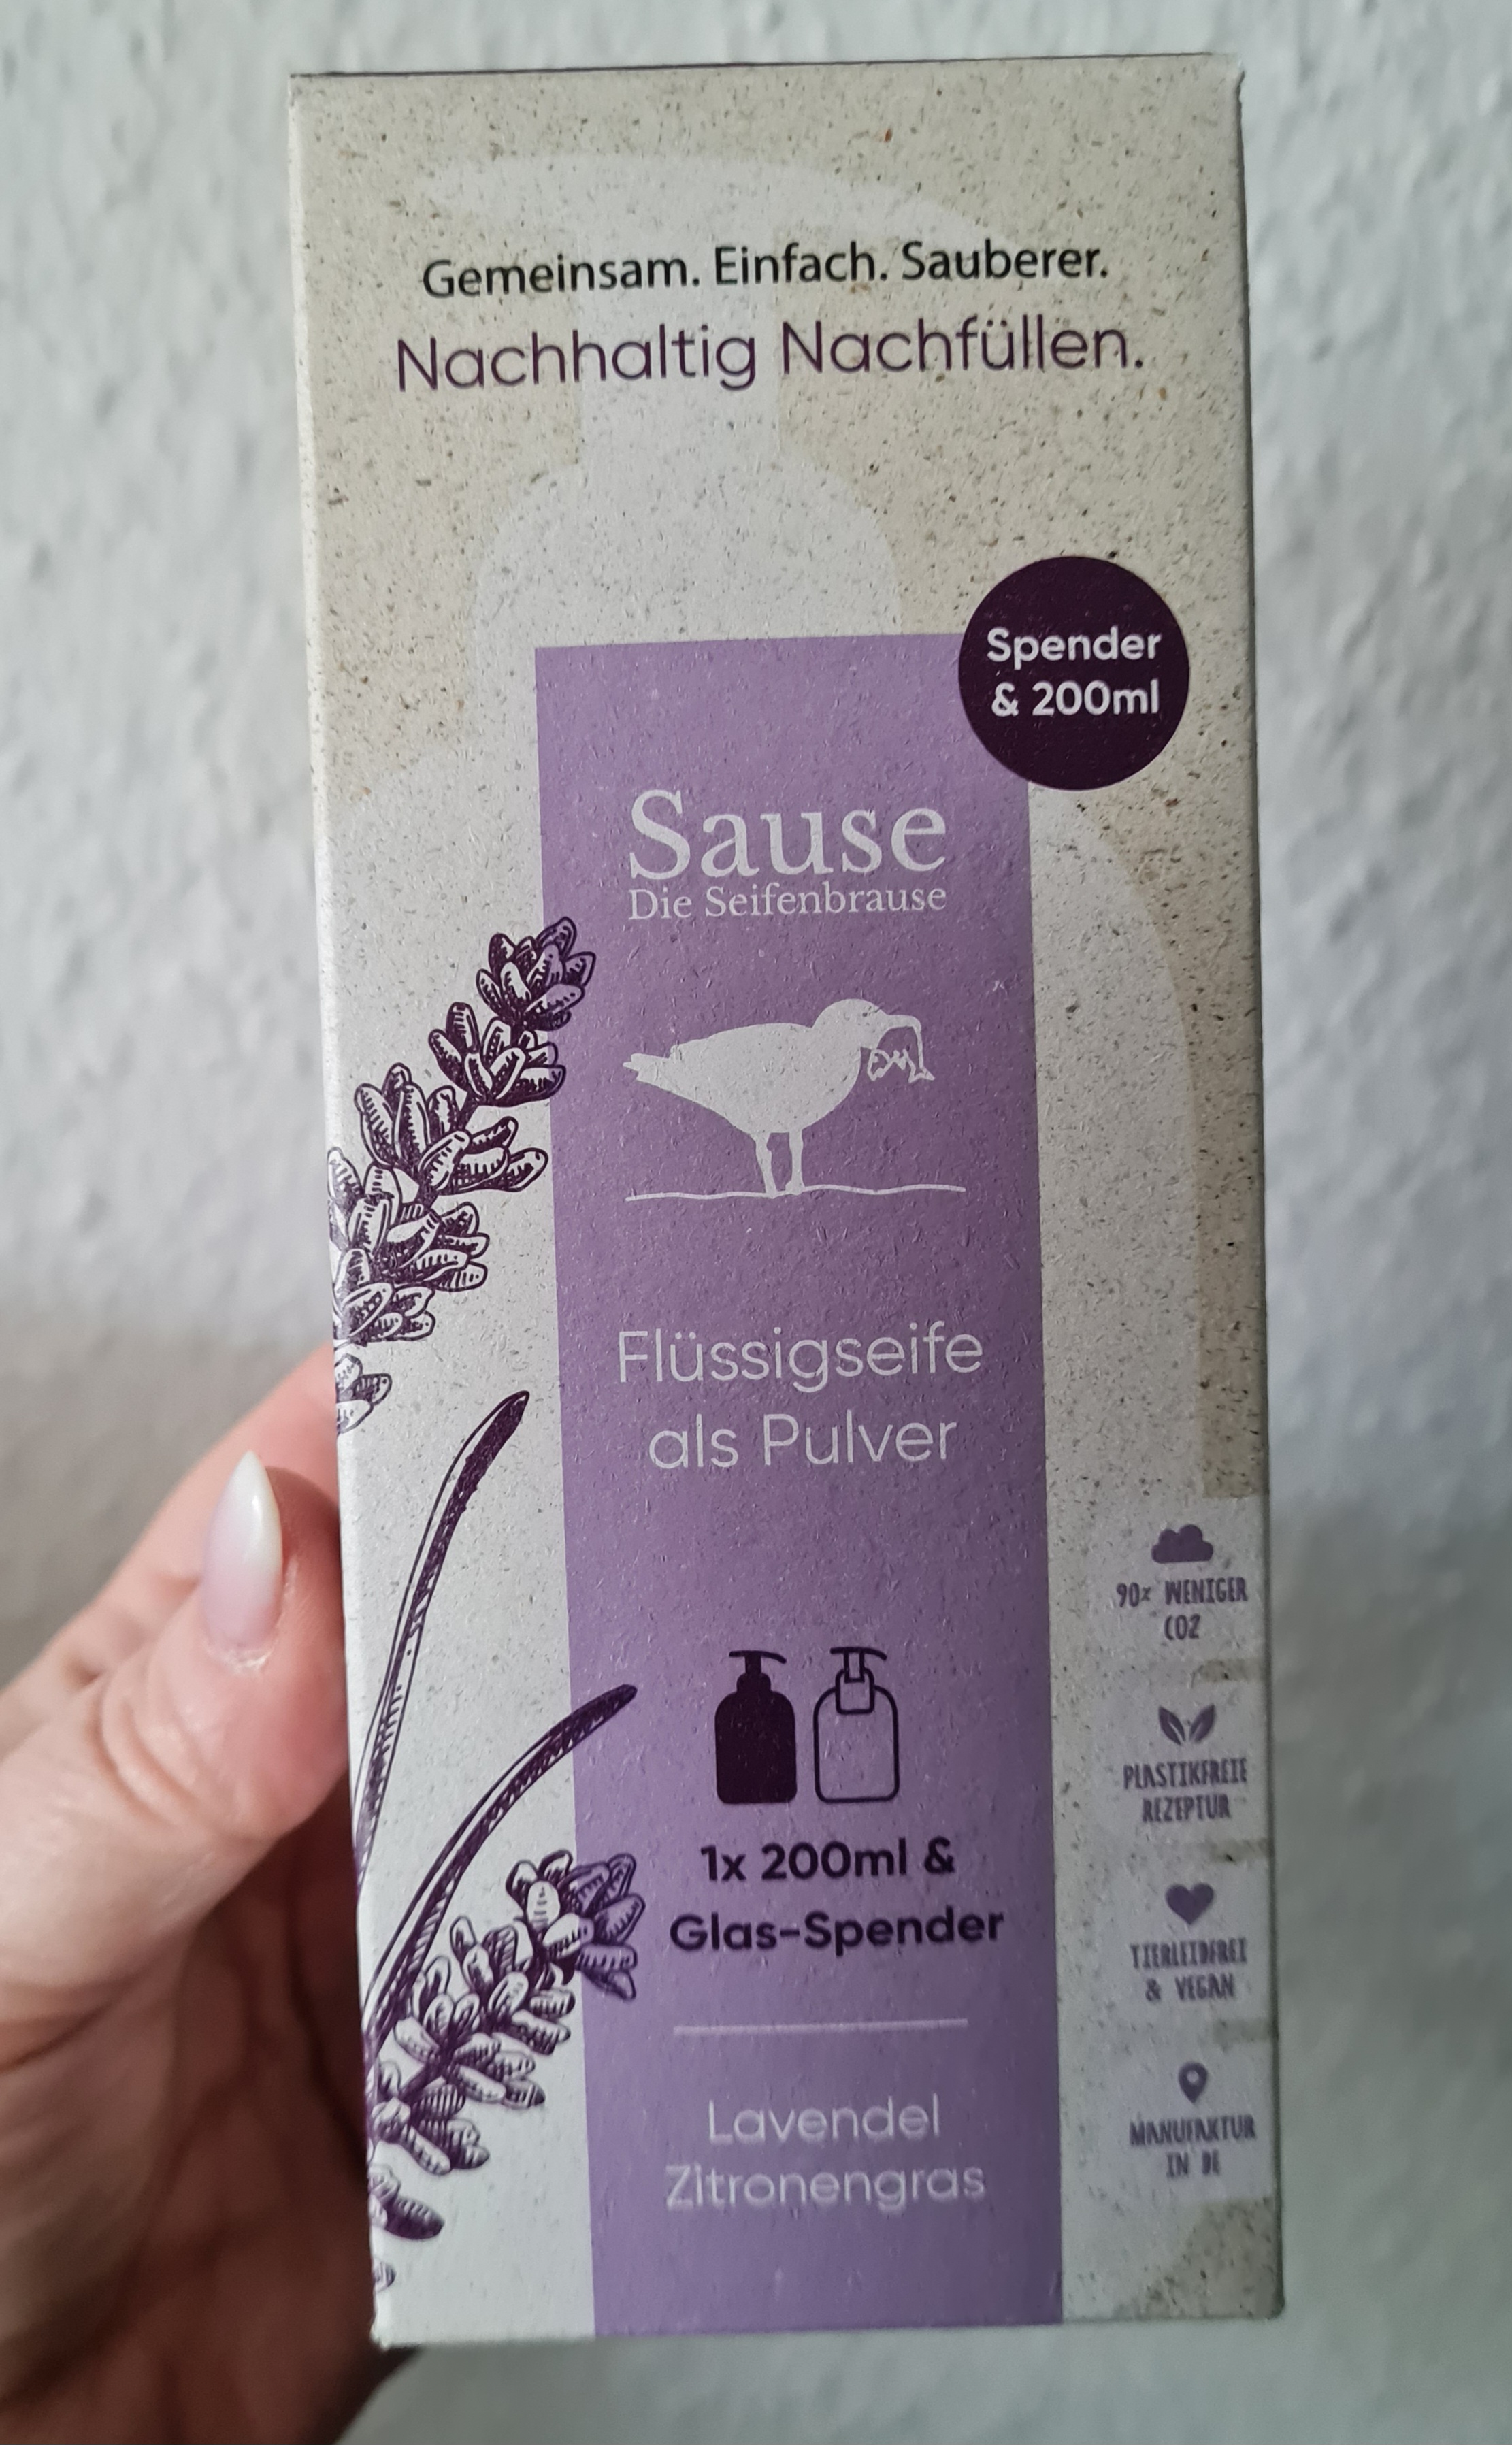 Gemeinsam. Einfach. Sauberer.
Nachhaltig Nachfüllen.
Spender
& 200ml
Sause
Die Seifenbrause
Flüssigseife
als Pulver
1x 200ml &
Glas-Spender
Lavendel
Zitronengras
90% WENIGER
CO2
PLASTIKFREIE
REZEPTUR
TIERLEIDFREI
& VEGAN
MANUFAKTUR
IN DE